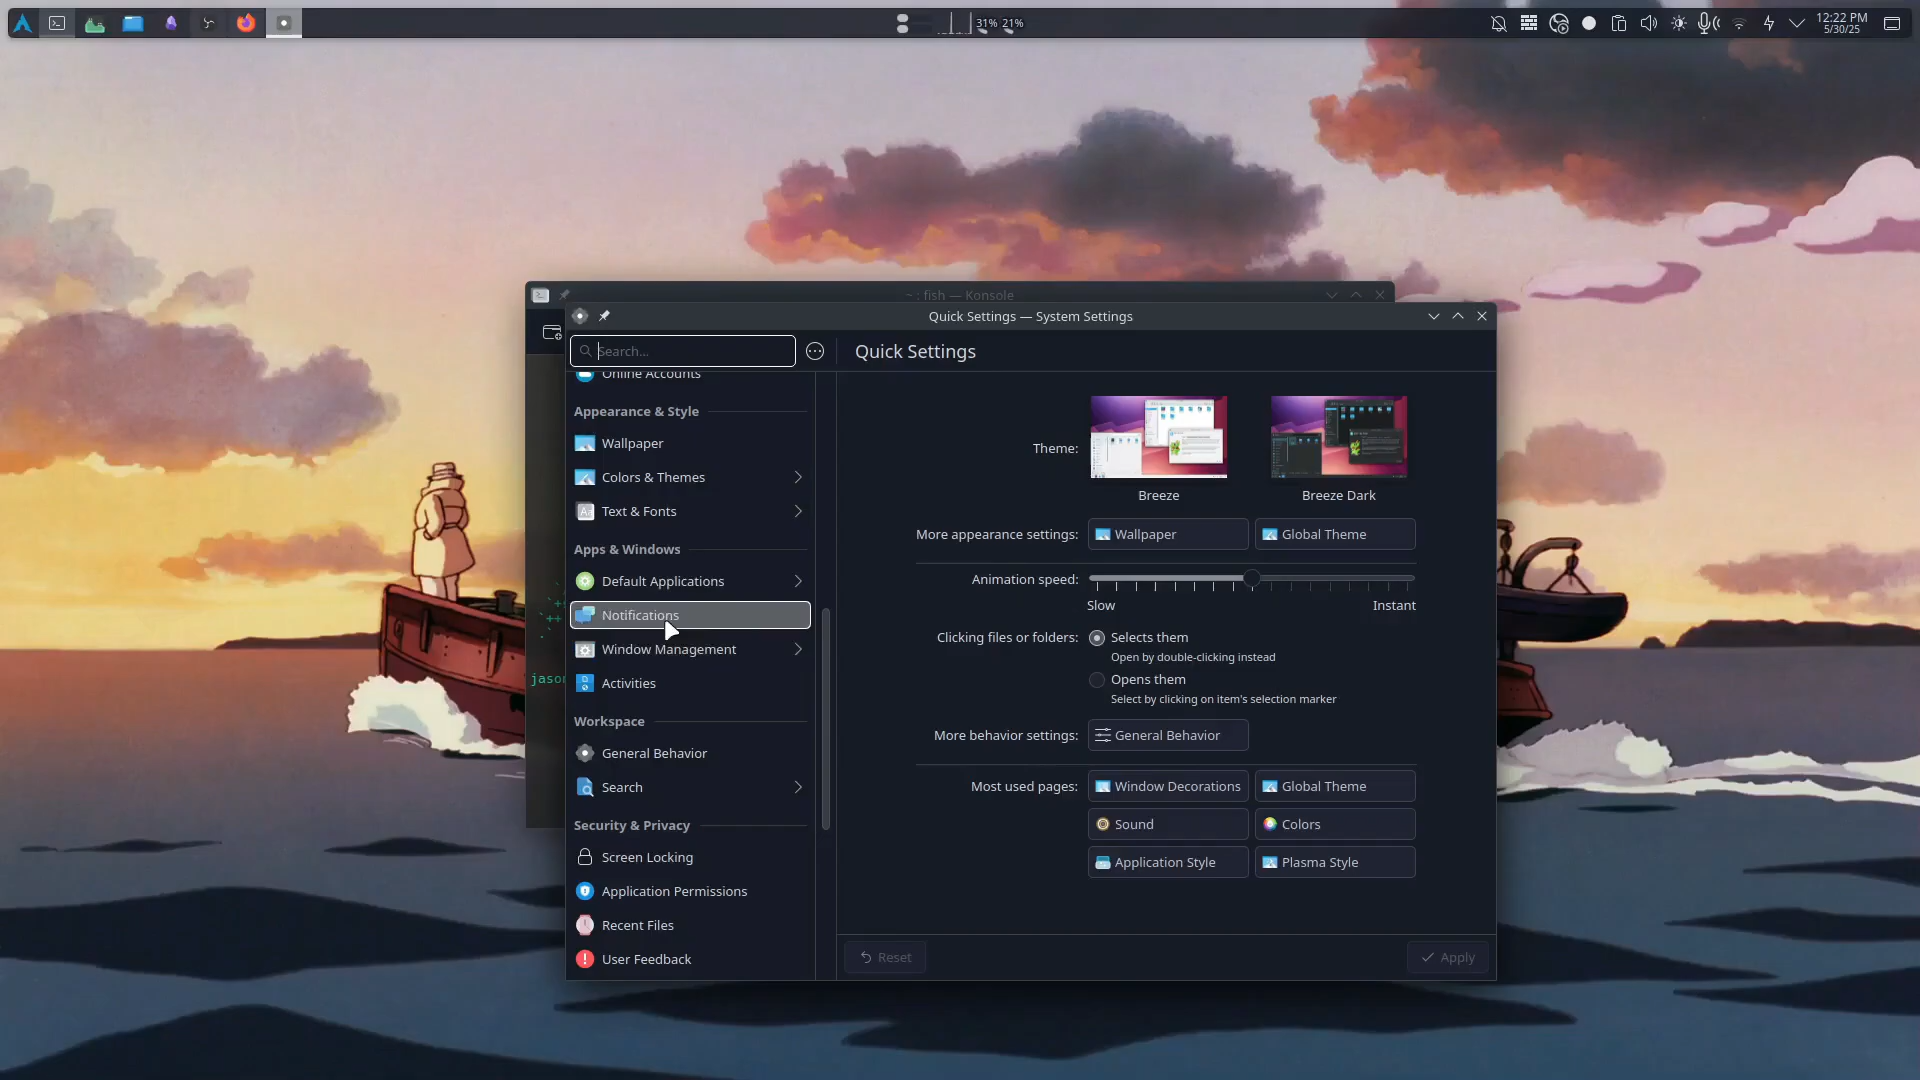 31% 21%
12:22 PM
5/30/25
~ : fish — Konsole
Quick Settings — System Settings
Search...
Quick Settings
Online Accounts
Appearance & Style
Wallpaper
Colors & Themes
Text & Fonts
Apps & Windows
Default Applications
Notifications
Window Management
Activities
Workspace
General Behavior
Search
Security & Privacy
Screen Locking
Application Permissions
Recent Files
User Feedback
Theme:
Breeze
Breeze Dark
More appearance settings:
Wallpaper
Global Theme
Animation speed:
Slow
Instant
Clicking files or folders:
Selects them
Open by double-clicking instead
Opens them
Select by clicking on item's selection marker
More behavior settings:
General Behavior
Most used pages:
Window Decorations
Global Theme
Sound
Colors
Application Style
Plasma Style
Reset
Apply
jason